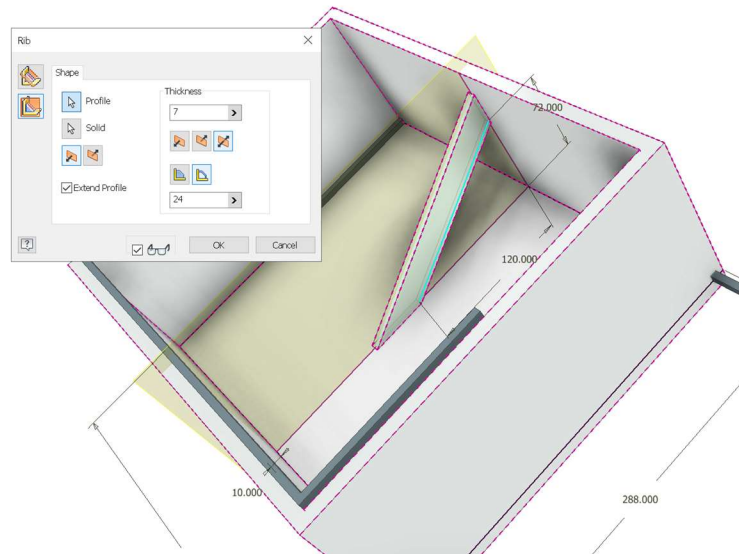 Rib
Shape
Profile
Solid
Extend Profile
Thickness
7
24
OK
Cancel
72.000
120.000
10.000
288.000